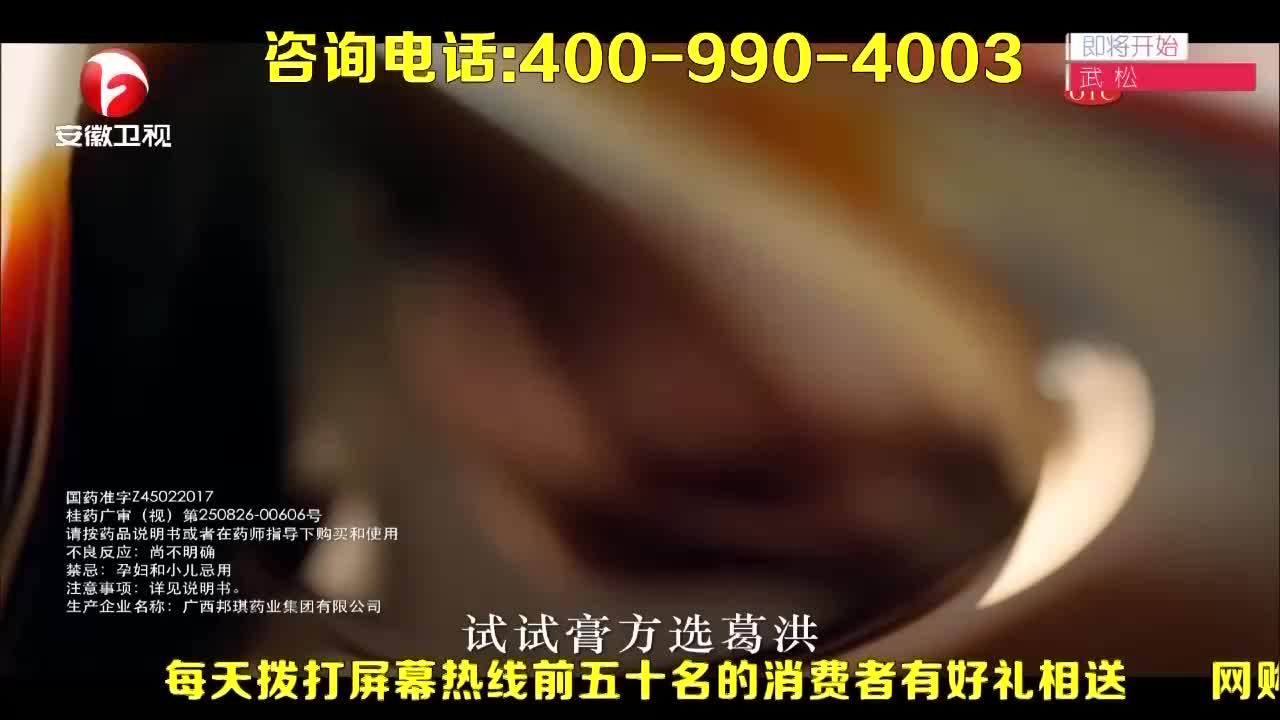 咨询电话:400-990-4003
即将开始
武松
OTC
安徽卫视
国药准字Z45022017
桂药广审（视）第250826-00606号
请按药品说明书或者在药师指导下购买和使用
不良反应：尚不明确
禁忌：孕妇和小儿忌用
注意事项：详见说明书。
生产企业名称：广西邦琪药业集团有限公司
试试膏方选葛洪
每天拨打屏幕热线前五十名的消费者有好礼相送 网购